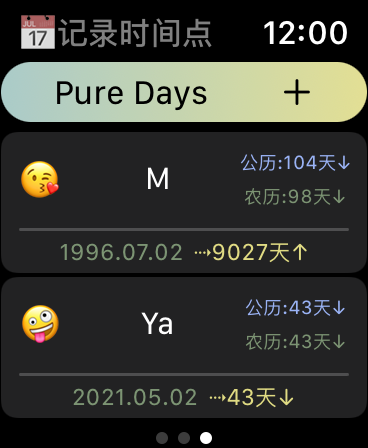 📅记录时间点 12:00
Pure Days +
😘 M 公历:104天↓
农历:98天↓
1996.07.02 ⤑9027天↑
🤪 Ya 公历:43天↓
农历:43天↓
2021.05.02 ⤑43天↓